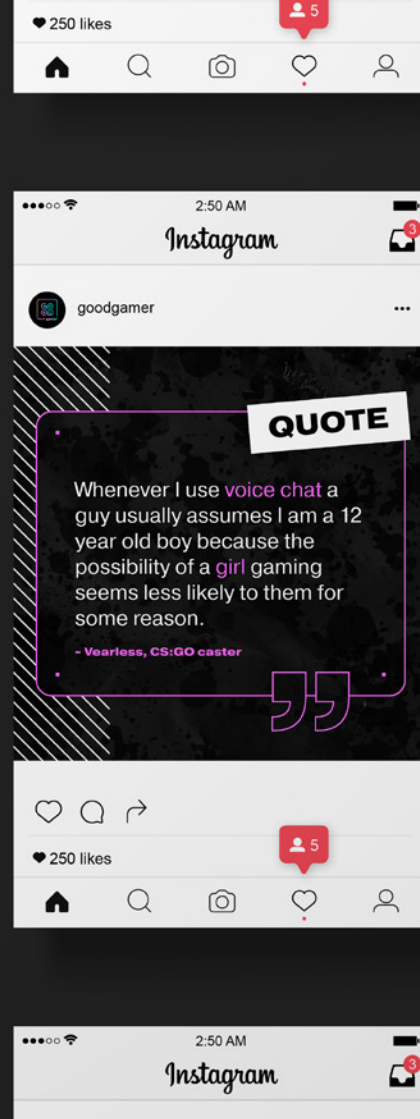 250 likes
5
2:50 AM
Instagram
3
goodgamer
QUOTE
Whenever I use voice chat a
guy usually assumes I am a 12
year old boy because the
possibility of a girl gaming
seems less likely to them for
some reason.
- Vearless, CS:GO caster
250 likes
5
2:50 AM
Instagram
3